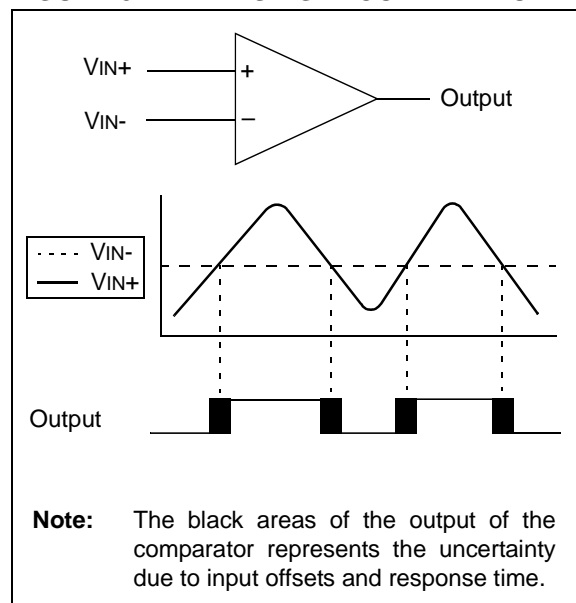 VIN+
+
Output
VIN-
−
VIN-
VIN+
Output
Note: The black areas of the output of the
comparator represents the uncertainty
due to input offsets and response time.